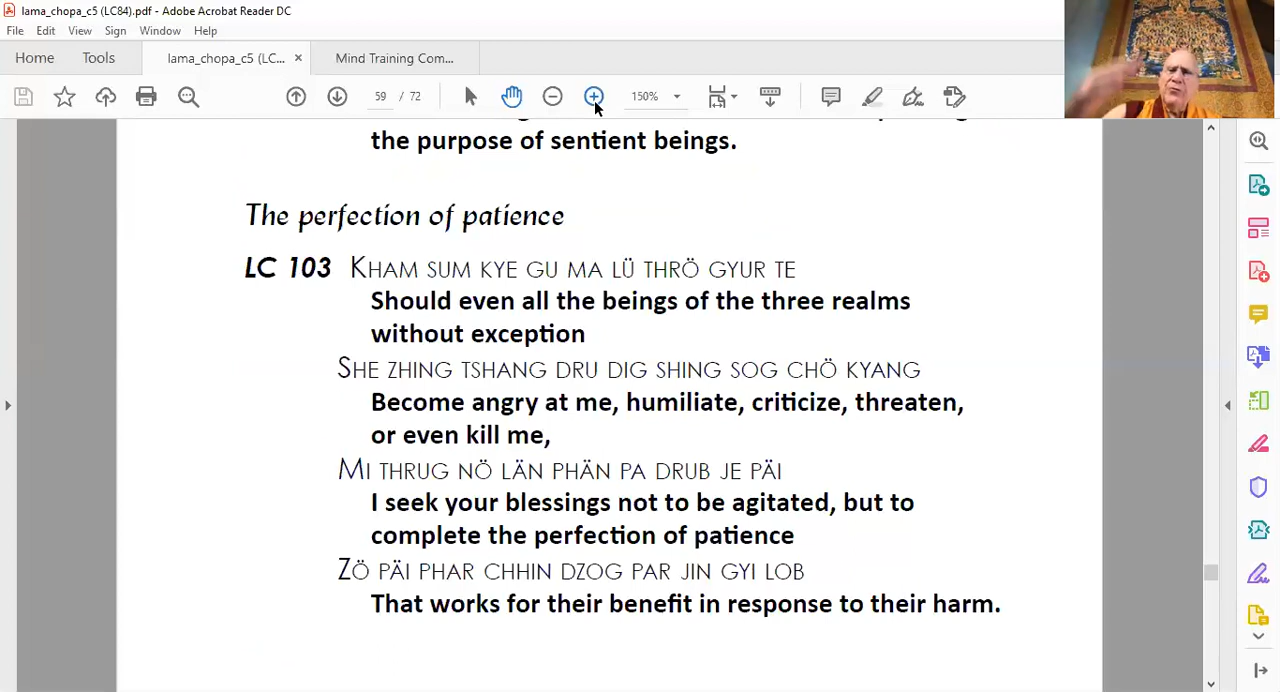 lama_chopa_c5 (LC84).pdf - Adobe Acrobat Reader DC
File Edit View Sign Window Help
Home Tools lama_chopa_c5 (LC... × Mind Training Com...
59 / 72 150%
the purpose of sentient beings.
The perfection of patience
LC 103 KHAM SUM KYE GU MA LÜ THRÖ GYUR TE
Should even all the beings of the three realms
without exception
SHE ZHING TSHANG DRU DIG SHING SOG CHÖ KYANG
Become angry at me, humiliate, criticize, threaten,
or even kill me,
MI THRUG NÖ LÄN PHÄN PA DRUB JE PÄI
I seek your blessings not to be agitated, but to
complete the perfection of patience
ZÖ PÄI PHAR CHHIN DZOG PAR JIN GYI LOB
That works for their benefit in response to their harm.